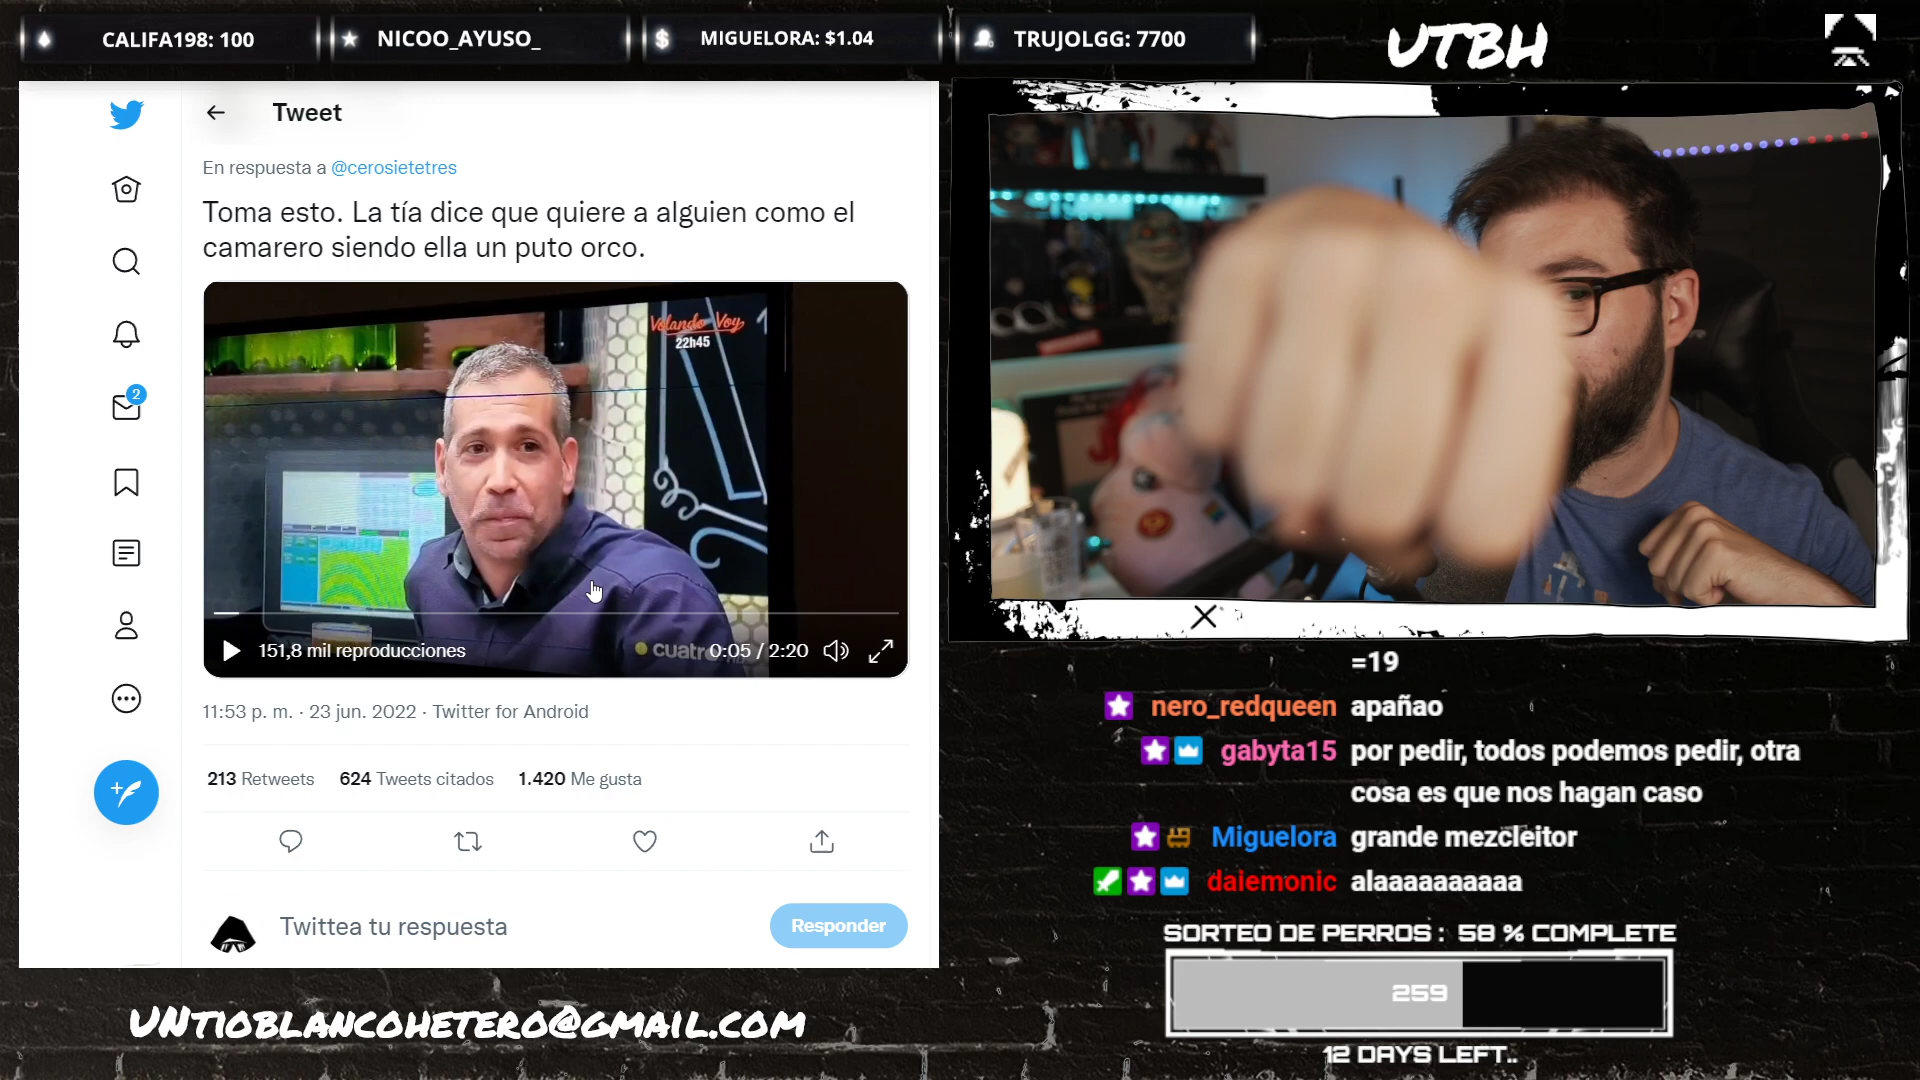 CALIFA198: 100
NICOO_AYUSO_
MIGUELORA: $1.04
TRUJOLGG: 7700
UTBH
Tweet
En respuesta a @cerosietetres
Toma esto. La tía dice que quiere a alguien como el
camarero siendo ella un puto orco.
Volando Voy
22h45
2
151,8 mil reproducciones
cuatro
0:05 / 2:20
11:53 p. m. · 23 jun. 2022 · Twitter for Android
213 Retweets 624 Tweets citados 1.420 Me gusta
Twittea tu respuesta
Responder
UNTIOBLANCOHETERO@GMAIL.COM
=19
nero_redqueen apañao
gabyta15 por pedir, todos podemos pedir, otra
cosa es que nos hagan caso
Miguelora grande mezcleitor
daiemonic alaaaaaaaaaa
SORTEO DE PERROS : 58 % COMPLETE
259
12 DAYS LEFT..